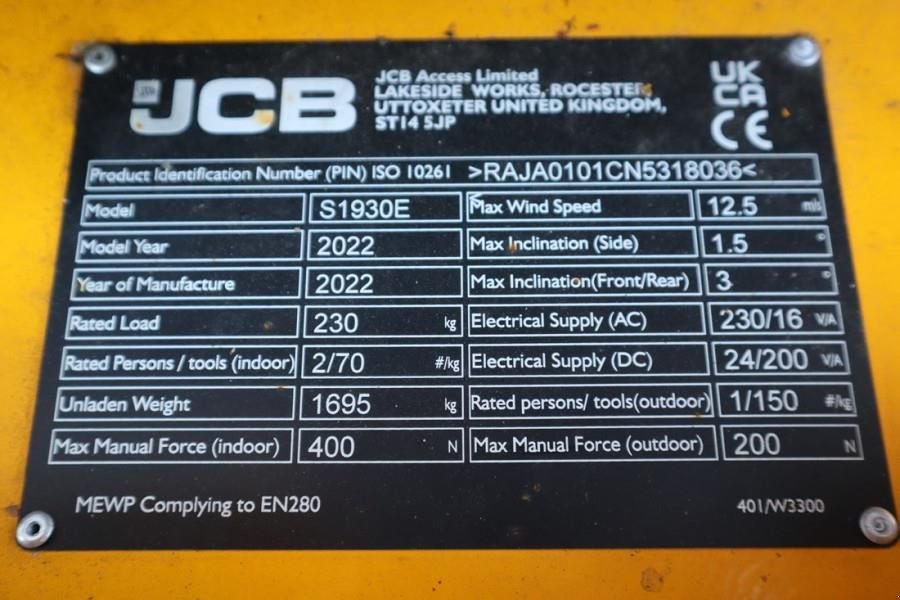 JCB
JCB Access Limited
LAKESIDE WORKS, ROCESTER,
UTTOXETER UNITED KINGDOM,
ST14 5JP
UK
CA
CE
Product Identification Number (PIN) ISO 10261 >RAJA0101CN5318036<
Model S1930E Max Wind Speed 12.5 m/s
Model Year 2022 Max Inclination (Side) 1.5 °
Year of Manufacture 2022 Max Inclination(Front/Rear) 3 °
Rated Load 230 kg Electrical Supply (AC) 230/16 V/A
Rated Persons / tools (indoor) 2/70 #/kg Electrical Supply (DC) 24/200 V/A
Unladen Weight 1695 kg Rated persons/ tools(outdoor) 1/150 #/kg
Max Manual Force (indoor) 400 N Max Manual Force (outdoor) 200 N
MEWP Complying to EN280 401/W3300